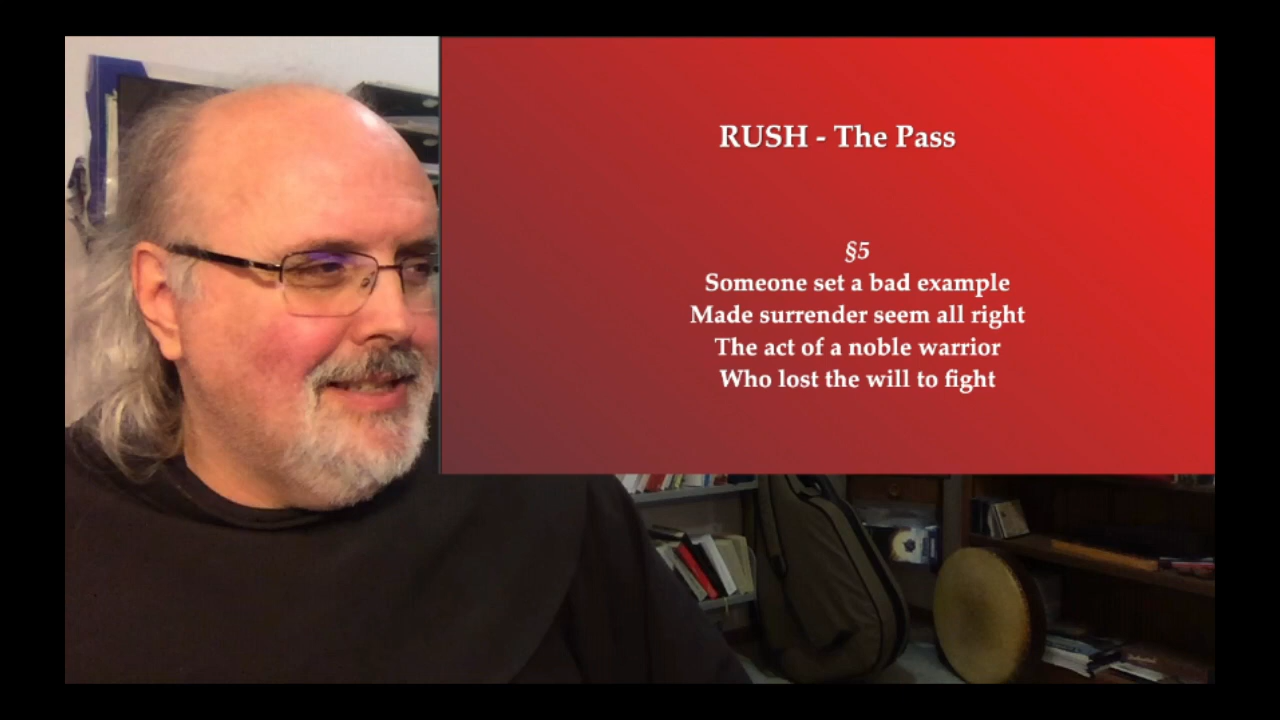 RUSH - The Pass
§5
Someone set a bad example
Made surrender seem all right
The act of a noble warrior
Who lost the will to fight